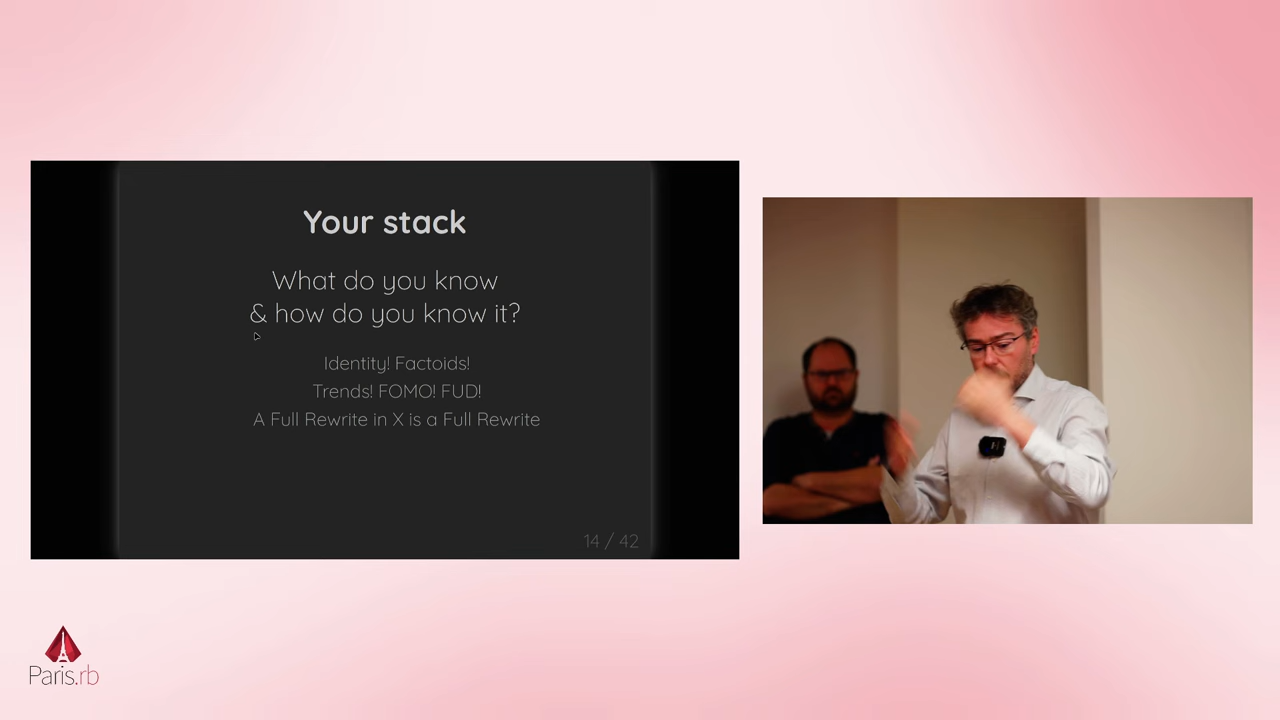 Your stack
What do you know
& how do you know it?
Identity! Factoids!
Trends! FOMO! FUD!
A Full Rewrite in X is a Full Rewrite
14 / 42
Paris.rb